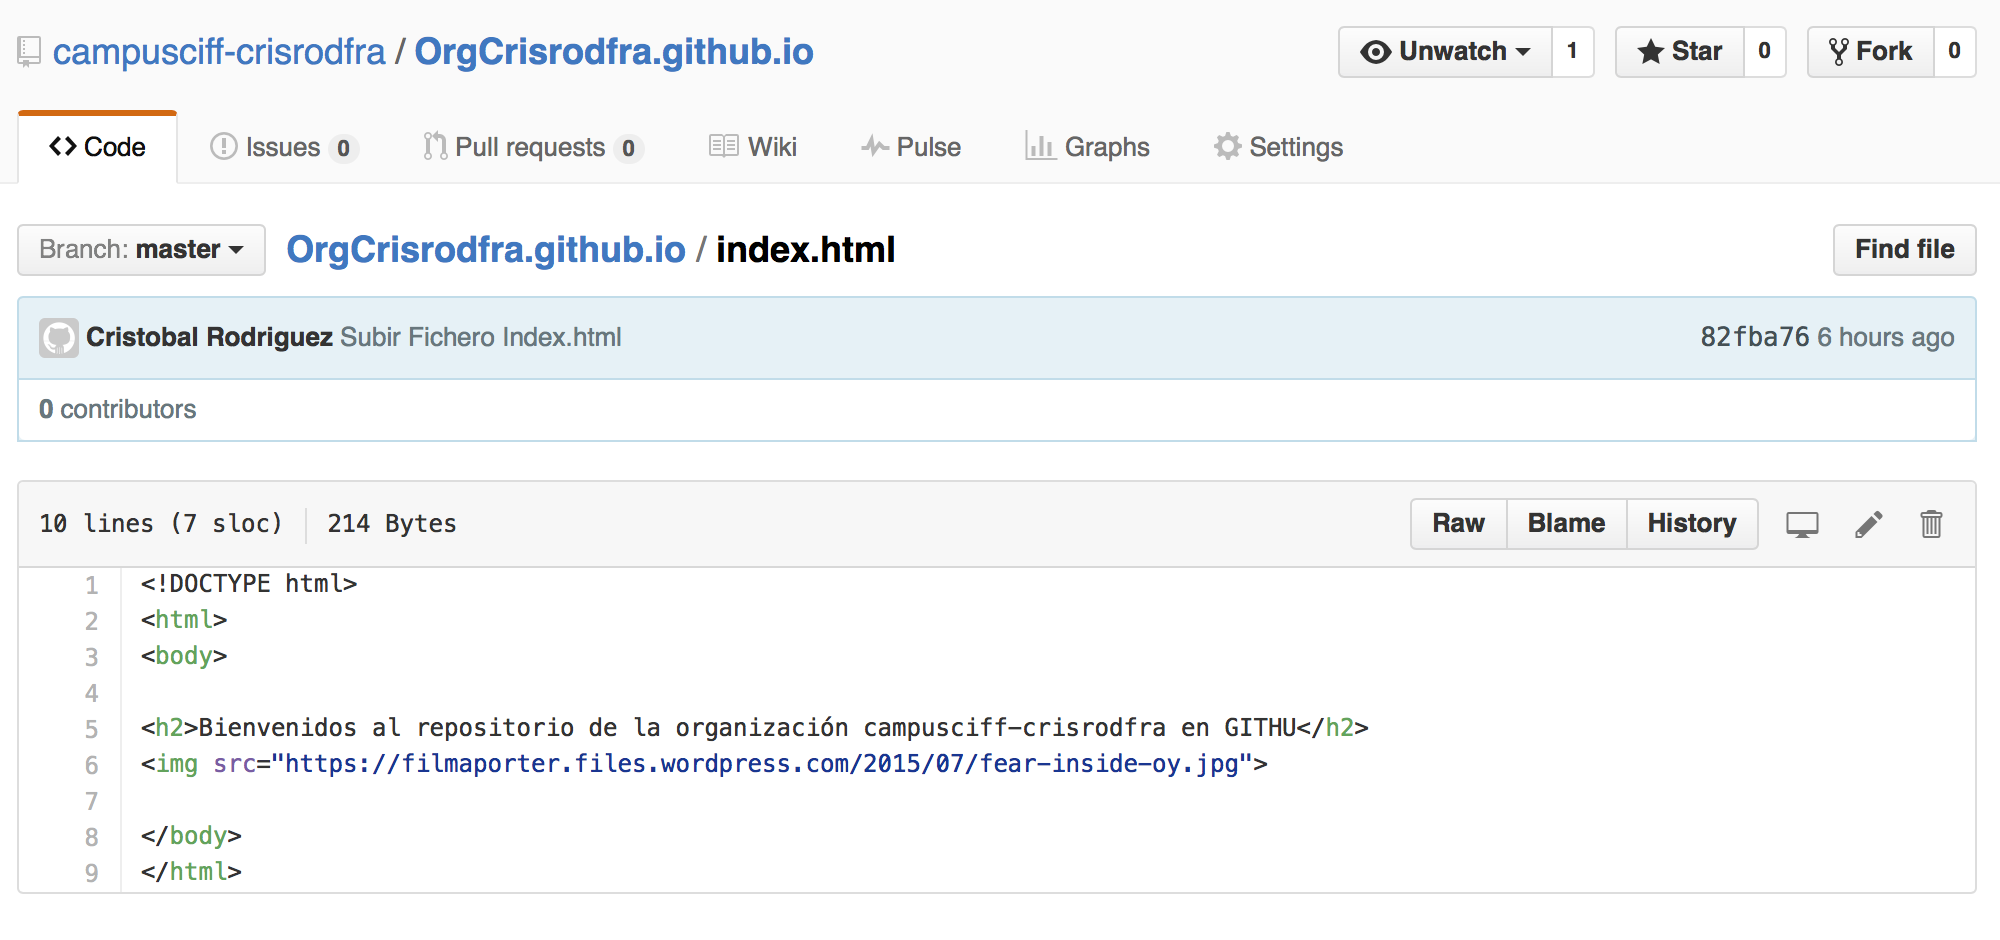 campusciff-crisrodfra / OrgCrisrodfra.github.io Unwatch 1 Star 0 Fork 0
Code Issues 0 Pull requests 0 Wiki Pulse Graphs Settings
Branch: master OrgCrisrodfra.github.io / index.html Find file
Cristobal Rodriguez Subir Fichero Index.html 82fba76 6 hours ago
0 contributors
10 lines (7 sloc) 214 Bytes Raw Blame History
1 <!DOCTYPE html>
2 <html>
3 <body>
4
5 <h2>Bienvenidos al repositorio de la organización campusciff-crisrodfra en GITHU</h2>
6 <img src="https://filmaporter.files.wordpress.com/2015/07/fear-inside-oy.jpg">
7
8 </body>
9 </html>